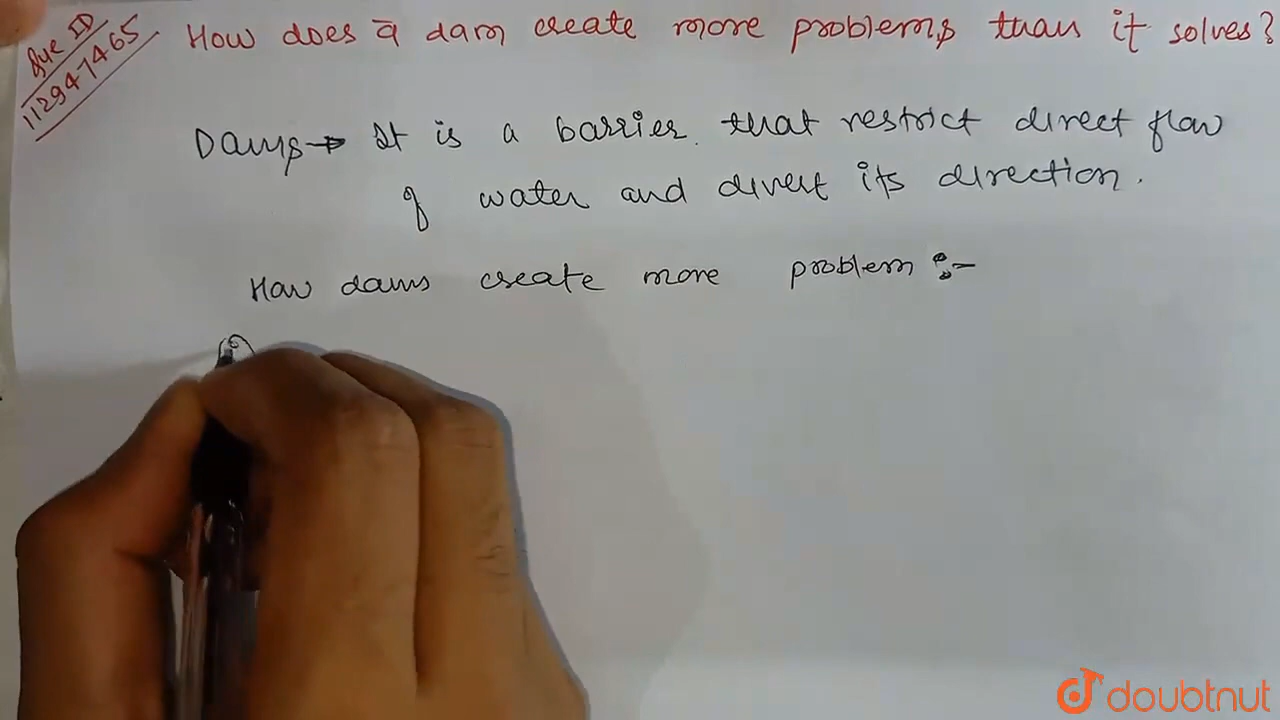 Que ID
112947465
How does a dam create more problems than it solves?
Dams → It is a barrier that restrict direct flow
of water and divert its direction.
How dams create more problem :-
doubtnut